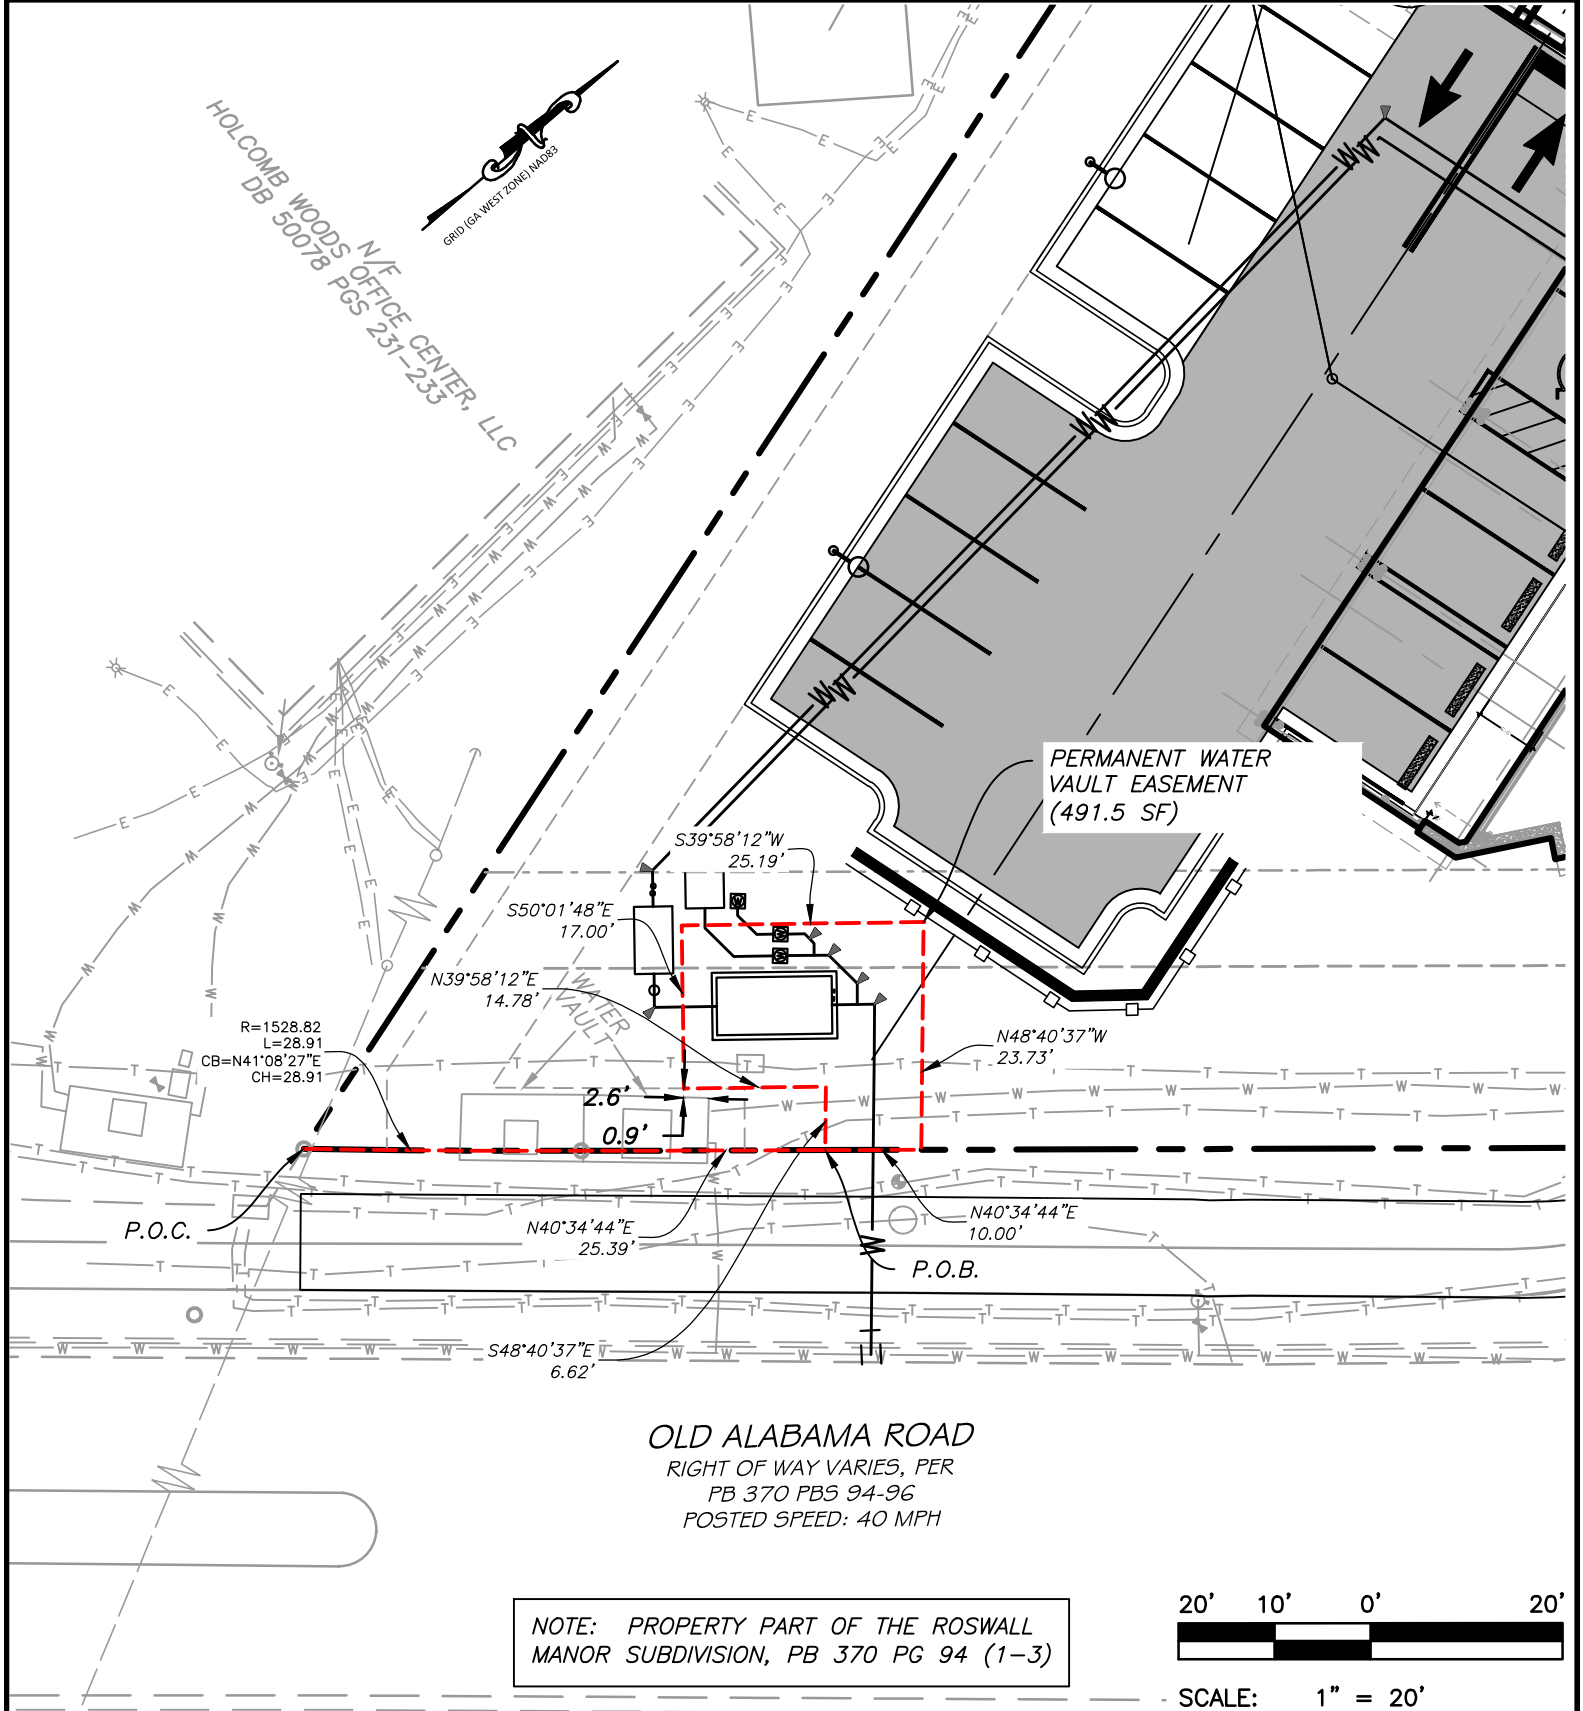 GRID (GA WEST ZONE) NAD83
N/F
HOLCOMB WOODS OFFICE CENTER, LLC
DB 50078 PGS 231-233
PERMANENT WATER
VAULT EASEMENT
(491.5 SF)
S39°58'12"W
25.19'
S50°01'48"E
17.00'
N39°58'12"E
14.78'
WATER
VAULT
R=1528.82
L=28.91
CB=N41°08'27"E
CH=28.91
N48°40'37"W
23.73'
2.6'
0.9'
P.O.C.
N40°34'44"E
25.39'
N40°34'44"E
10.00'
P.O.B.
S48°40'37"E
6.62'
OLD ALABAMA ROAD
RIGHT OF WAY VARIES, PER
PB 370 PBS 94-96
POSTED SPEED: 40 MPH
NOTE: PROPERTY PART OF THE ROSWALL
MANOR SUBDIVISION, PB 370 PG 94 (1-3)
20' 10' 0' 20'
SCALE: 1" = 20'